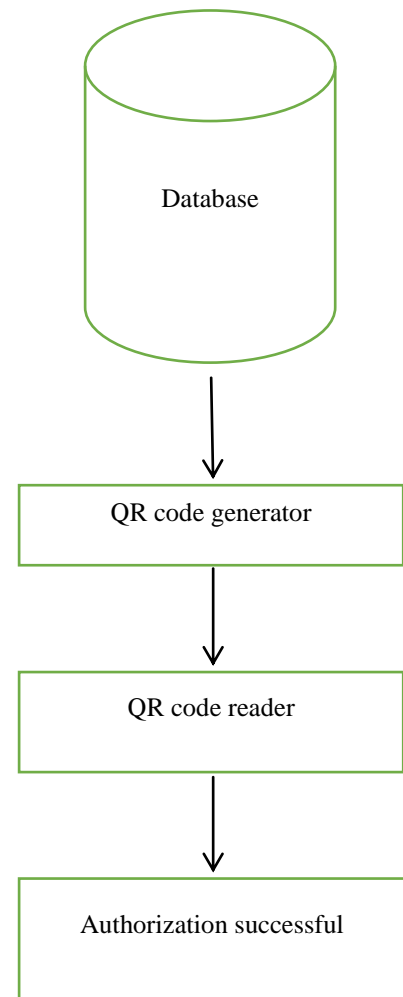 Database
QR code generator
QR code reader
Authorization successful